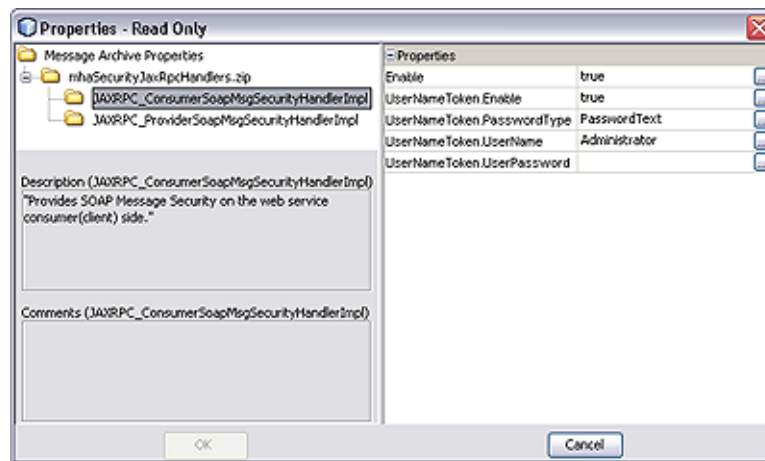 Properties - Read Only
Message Archive Properties
mhaSecurityJaxRpcHandlers.zip
JAXRPC_ConsumerSoapMsgSecurityHandlerImpl
JAXRPC_ProviderSoapMsgSecurityHandlerImpl
Description (JAXRPC_ConsumerSoapMsgSecurityHandlerImpl)
"Provides SOAP Message Security on the web service
consumer(client) side."
Comments (JAXRPC_ConsumerSoapMsgSecurityHandlerImpl)
Properties
Enable true ...
UserNameToken.Enable true ...
UserNameToken.PasswordType PasswordText ...
UserNameToken.UserName Administrator ...
UserNameToken.UserPassword ...
OK Cancel